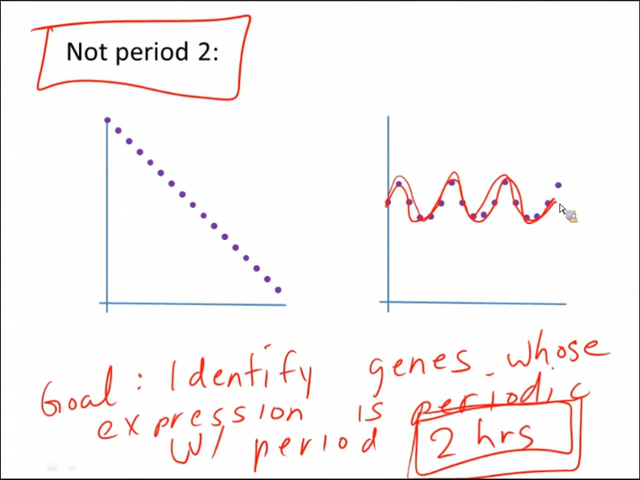 Not period 2:
Goal: Identify genes whose
expression is periodic
w/ period 2 hrs